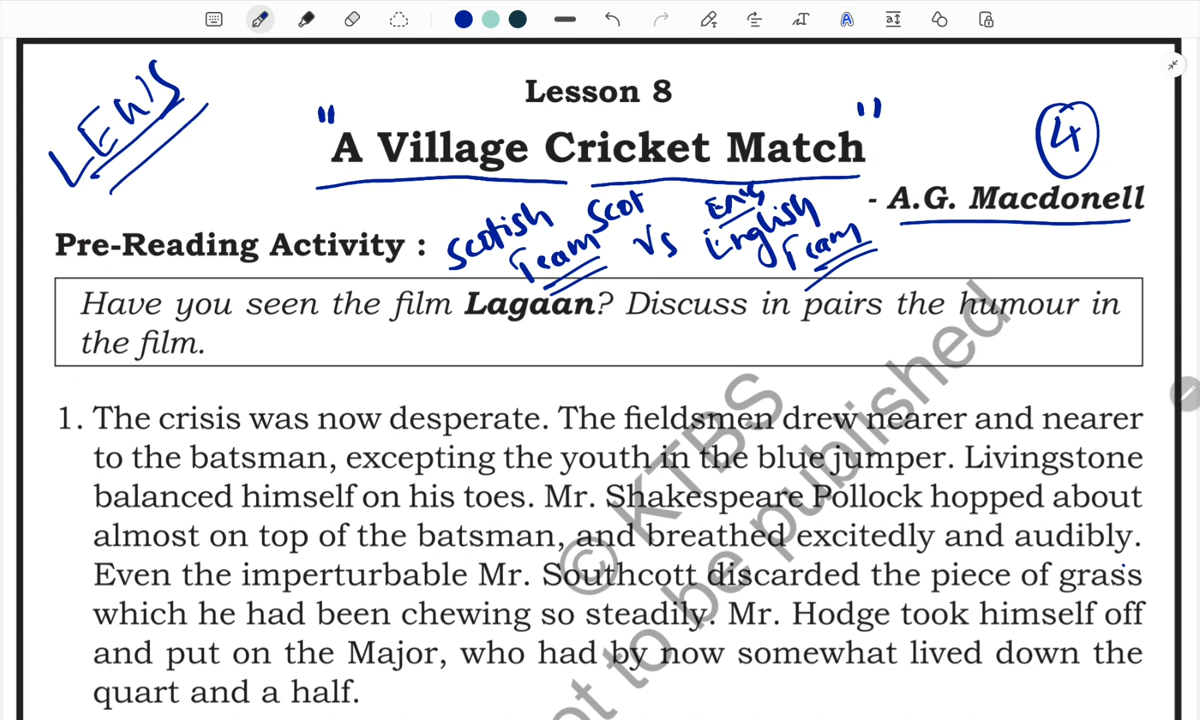 LEWS
Lesson 8
"A Village Cricket Match"
4
- A.G. Macdonell
Scot Eng
Pre-Reading Activity : Scotish Team Vs English Team
Have you seen the film Lagaan? Discuss in pairs the humour in
the film.
1. The crisis was now desperate. The fieldsmen drew nearer and nearer
to the batsman, excepting the youth in the blue jumper. Livingstone
balanced himself on his toes. Mr. Shakespeare Pollock hopped about
almost on top of the batsman, and breathed excitedly and audibly.
Even the imperturbable Mr. Southcott discarded the piece of grass
which he had been chewing so steadily. Mr. Hodge took himself off
and put on the Major, who had by now somewhat lived down the
quart and a half.
© KTBS
not to be published